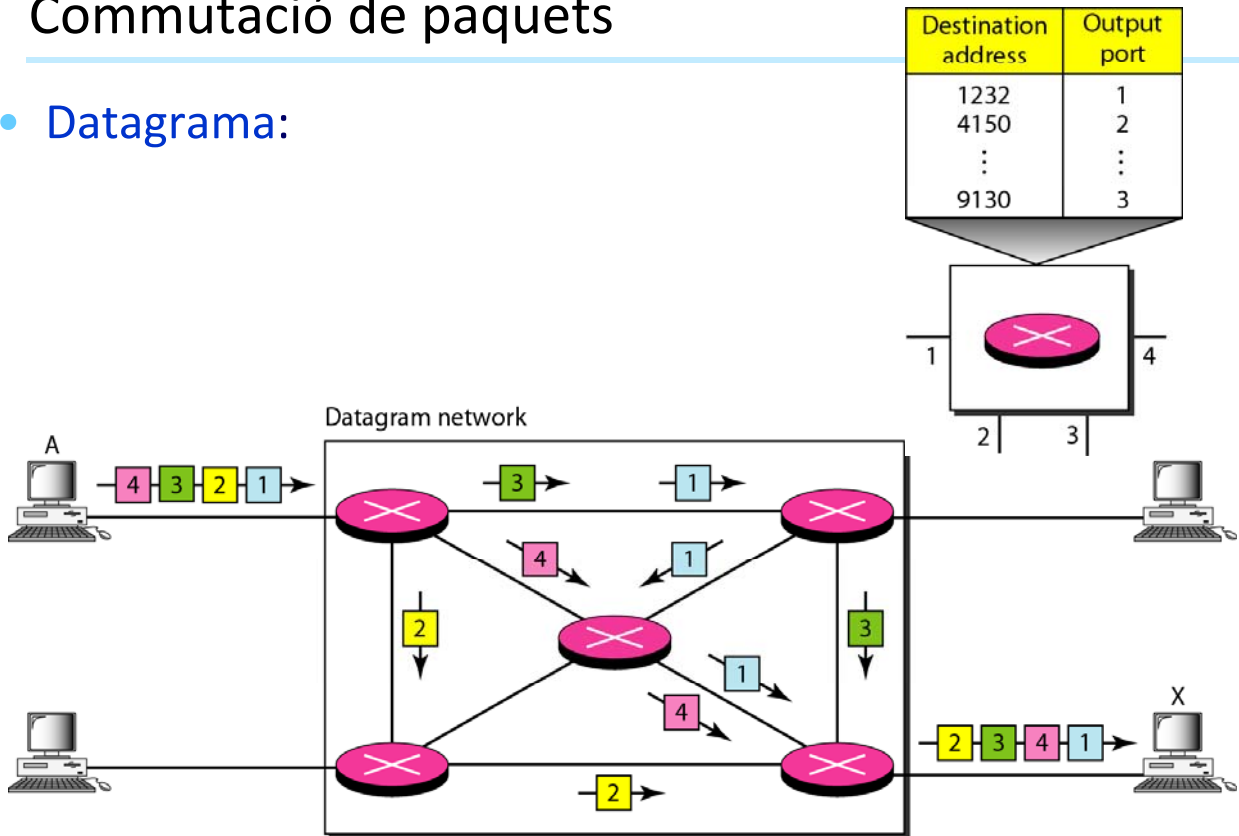 Commutació de paquets
• Datagrama:
Destination address Output port
1232 1
4150 2
⋮ ⋮
9130 3
1 4
2 3
Datagram network
A
4 3 2 1
3 1
4 1
2 3
1
4
X
2 3 4 1
2